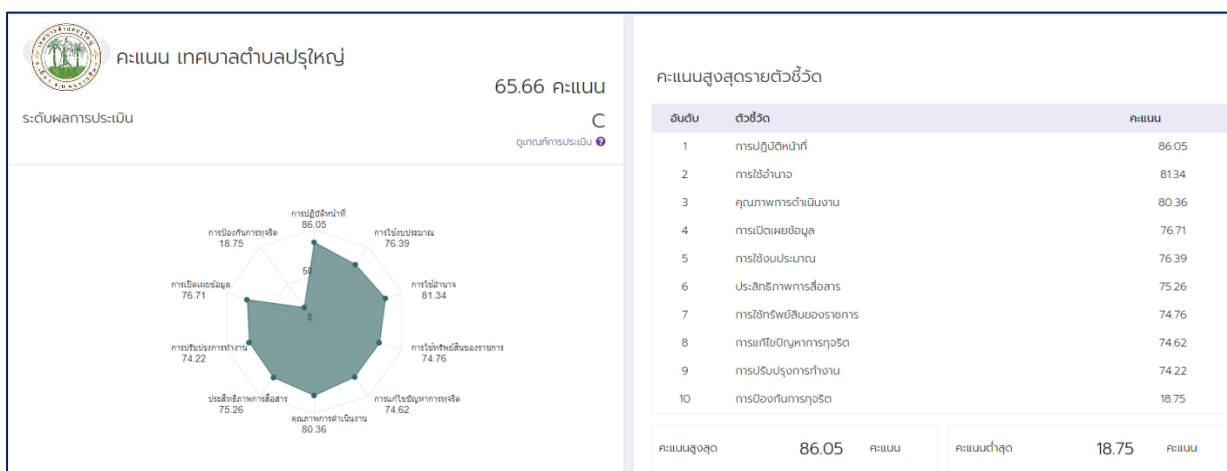 คะแนน เทศบาลตำบลปรุใหญ่
65.66 คะแนน
ระดับผลการประเมิน
C
ดูเกณฑ์การประเมิน
การปฏิบัติหน้าที่
86.05
การใช้งบประมาณ
76.39
การใช้อำนาจ
81.34
การใช้ทรัพย์สินของราชการ
74.76
การแก้ไขปัญหาการทุจริต
74.62
คุณภาพการดำเนินงาน
80.36
ประสิทธิภาพการสื่อสาร
75.26
การปรับปรุงการทำงาน
74.22
การเปิดเผยข้อมูล
76.71
การป้องกันการทุจริต
18.75
50
0
คะแนนสูงสุดรายตัวชี้วัด
อันดับ ตัวชี้วัด คะแนน
1 การปฏิบัติหน้าที่ 86.05
2 การใช้อำนาจ 81.34
3 คุณภาพการดำเนินงาน 80.36
4 การเปิดเผยข้อมูล 76.71
5 การใช้งบประมาณ 76.39
6 ประสิทธิภาพการสื่อสาร 75.26
7 การใช้ทรัพย์สินของราชการ 74.76
8 การแก้ไขปัญหาการทุจริต 74.62
9 การปรับปรุงการทำงาน 74.22
10 การป้องกันการทุจริต 18.75
คะแนนสูงสุด 86.05 คะแนน
คะแนนต่ำสุด 18.75 คะแนน